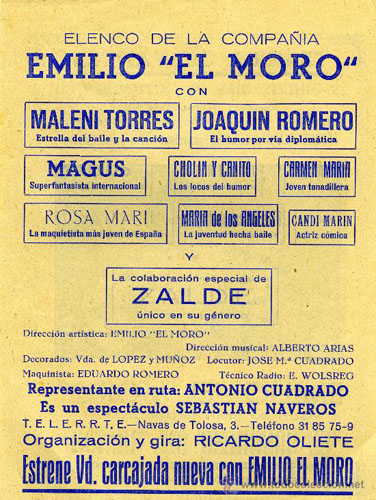 ELENCO DE LA COMPAÑIA
EMILIO "EL MORO"
CON
MALENI TORRES
Estrella del baile y la canción
JOAQUIN ROMERO
El humor por via diplomática
MAGUS
Superfantasista internacional
CHOLIN Y CANITO
Los locos del humor
CARMEN MARIA
Joven tonadillera
ROSA MARI
La maquietista más joven de España
MARIA de los ANGELES
La juventud hecha baile
CANDI MARIN
Actriz cómica
Y
La colaboración especial de
ZALDE
único en su género
Dirección artística: EMILIO "EL MORO"
Dirección musical: ALBERTO ARIAS
Decorados: Vda. de LOPEZ y MUÑOZ Locutor: JOSE M.ª CUADRADO
Maquinista: EDUARDO ROMERO Técnico Radio: E. WOLSREG
Representante en ruta: ANTONIO CUADRADO
Es un espectáculo SEBASTIAN NAVEROS
T. E. L. E. R. R. T. E.—Navas de Tolosa, 3.—Teléfono 31 85 75-9
Organización y gira: RICARDO OLIETE
Estrene Vd. carcajada nueva con EMILIO EL MORO
todocoleccion.net